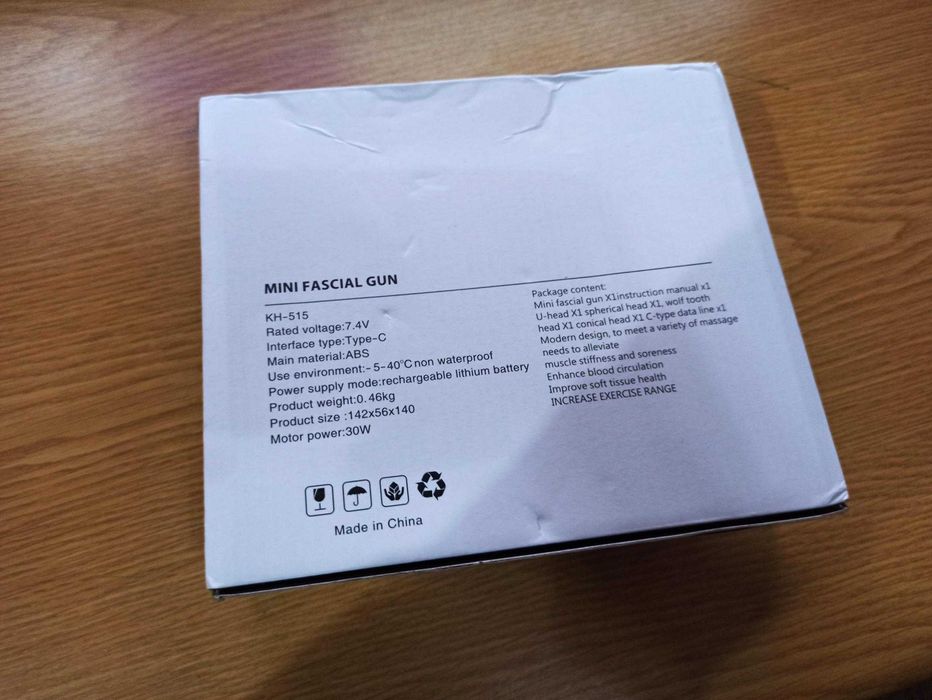 MINI FASCIAL GUN
KH-515
Rated voltage:7.4V
Interface type:Type-C
Main material:ABS
Use environment:-5-40°C non waterproof
Power supply mode:rechargeable lithium battery
Product weight:0.46kg
Product size :142x56x140
Motor power:30W
Package content:
Mini fascial gun X1instruction manual x1
U-head X1 spherical head X1, wolf tooth
head X1 conical head X1 C-type data line x1
Modern design, to meet a variety of massage
needs to alleviate
muscle stiffness and soreness
Enhance blood circulation
Improve soft tissue health
INCREASE EXERCISE RANGE
Made in China